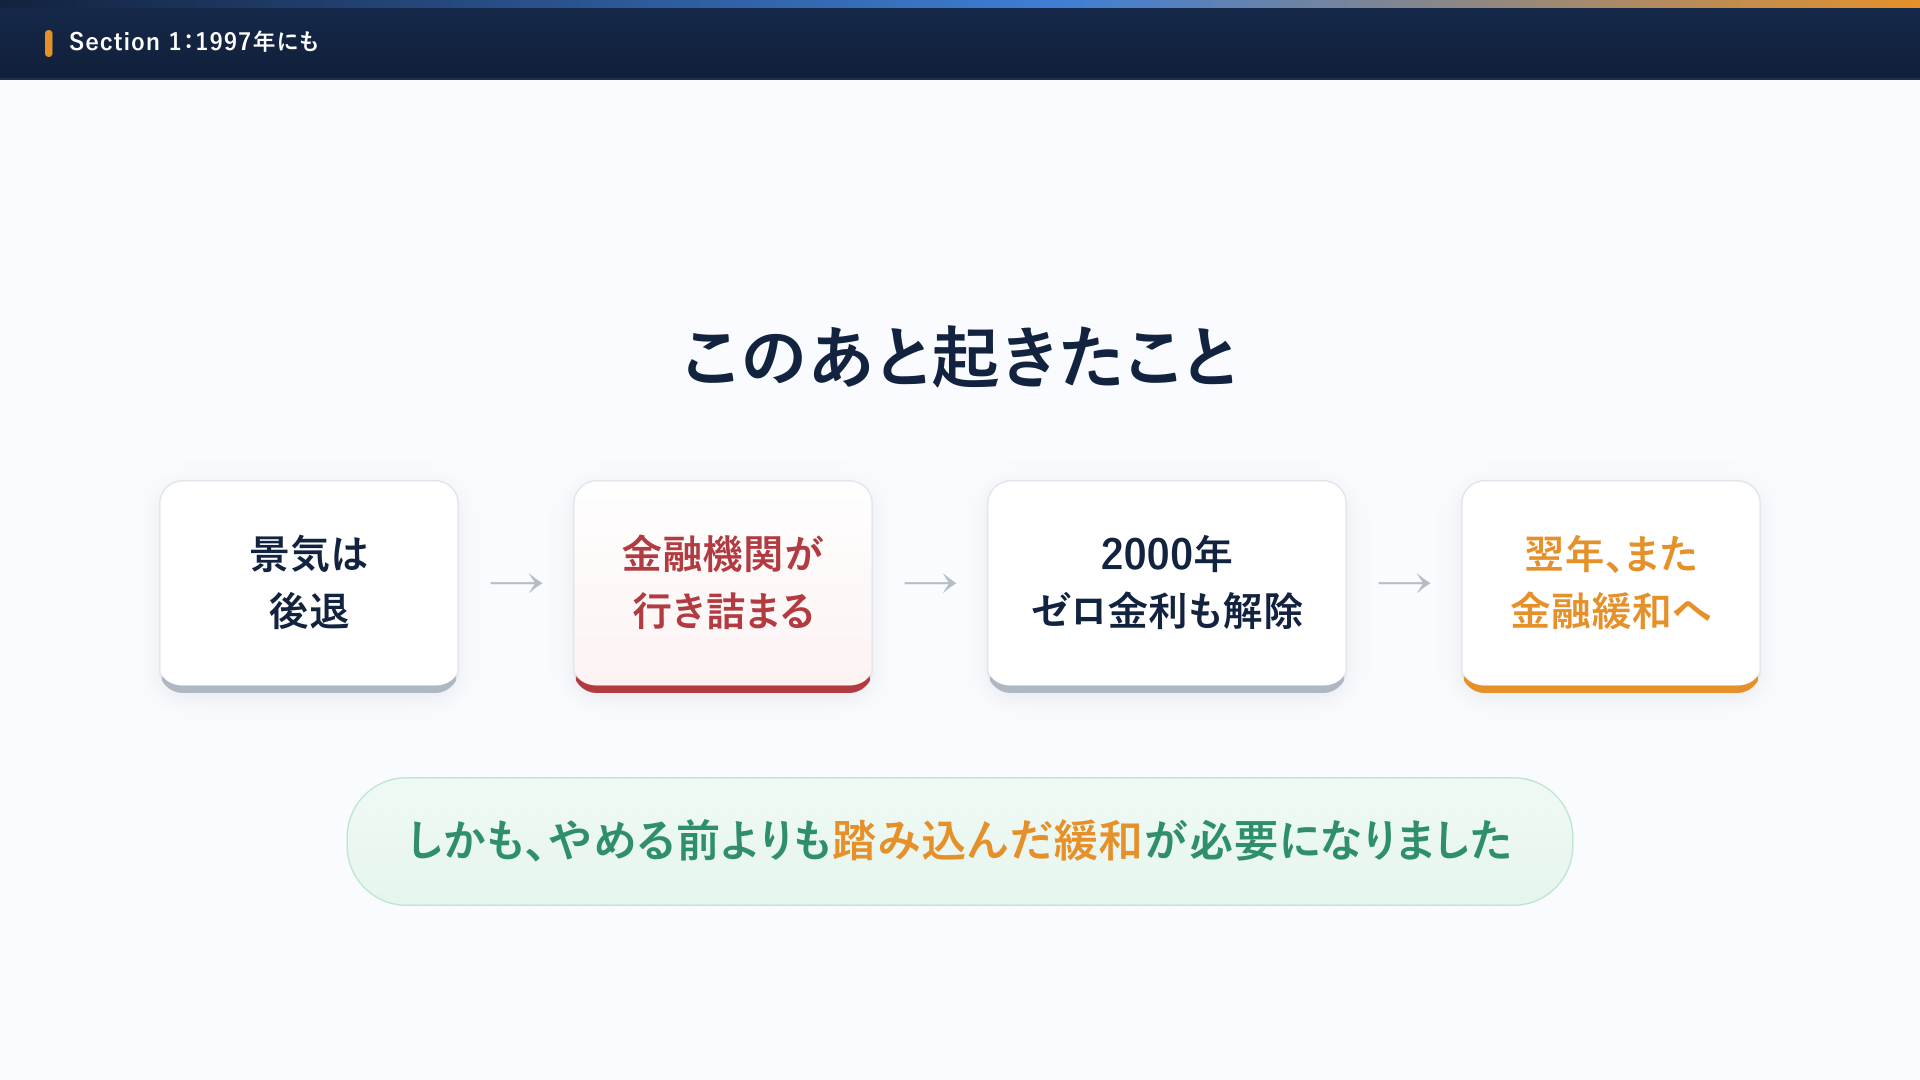 Section 1：1997年にも
このあと起きたこと
景気は
後退
金融機関が
行き詰まる
2000年
ゼロ金利も解除
翌年、また
金融緩和へ
しかも、やめる前よりも踏み込んだ緩和が必要になりました